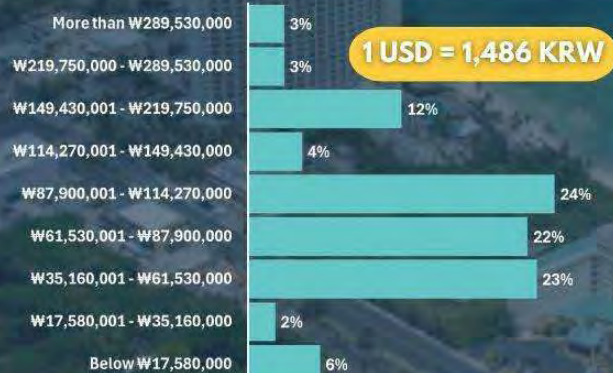 More than ₩289,530,000 3%
₩219,750,000 - ₩289,530,000 3%
1 USD = 1,486 KRW
₩149,430,001 - ₩219,750,000 12%
₩114,270,001 - ₩149,430,000 4%
₩87,900,001 - ₩114,270,000 24%
₩61,530,001 - ₩87,900,000 22%
₩35,160,001 - ₩61,530,000 23%
₩17,580,001 - ₩35,160,000 2%
Below ₩17,580,000 6%